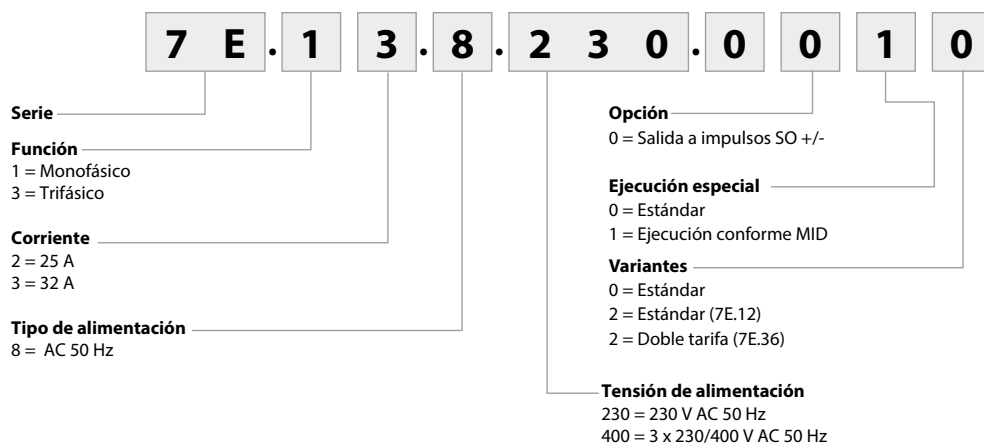 7 E . 1 3 . 8 . 2 3 0 . 0 0 1 0
Serie
Función
1 = Monofásico
3 = Trifásico
Corriente
2 = 25 A
3 = 32 A
Tipo de alimentación
8 = AC 50 Hz
Opción
0 = Salida a impulsos SO +/-
Ejecución especial
0 = Estándar
1 = Ejecución conforme MID
Variantes
0 = Estándar
2 = Estándar (7E.12)
2 = Doble tarifa (7E.36)
Tensión de alimentación
230 = 230 V AC 50 Hz
400 = 3 x 230/400 V AC 50 Hz